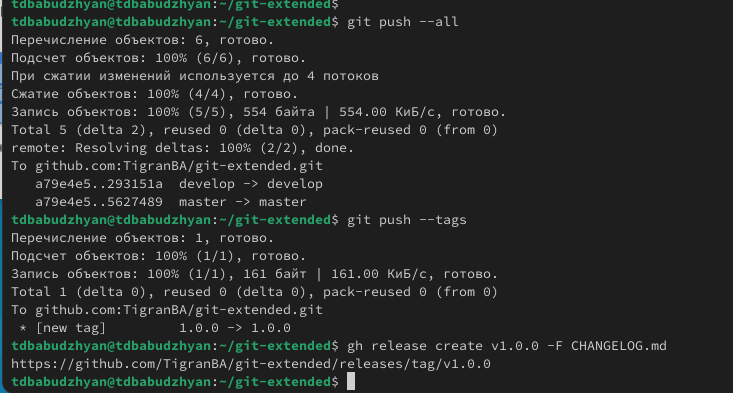 tdbabudzhyan@tdbabudzhyan:~/git-extended$
tdbabudzhyan@tdbabudzhyan:~/git-extended$ git push --all
Перечисление объектов: 6, готово.
Подсчет объектов: 100% (6/6), готово.
При сжатии изменений используется до 4 потоков
Сжатие объектов: 100% (4/4), готово.
Запись объектов: 100% (5/5), 554 байта | 554.00 КиБ/с, готово.
Total 5 (delta 2), reused 0 (delta 0), pack-reused 0 (from 0)
remote: Resolving deltas: 100% (2/2), done.
To github.com:TigranBA/git-extended.git
   a79e4e5..293151a  develop -> develop
   a79e4e5..5627489  master -> master
tdbabudzhyan@tdbabudzhyan:~/git-extended$ git push --tags
Перечисление объектов: 1, готово.
Подсчет объектов: 100% (1/1), готово.
Запись объектов: 100% (1/1), 161 байт | 161.00 КиБ/с, готово.
Total 1 (delta 0), reused 0 (delta 0), pack-reused 0 (from 0)
To github.com:TigranBA/git-extended.git
 * [new tag]         1.0.0 -> 1.0.0
tdbabudzhyan@tdbabudzhyan:~/git-extended$ gh release create v1.0.0 -F CHANGELOG.md
https://github.com/TigranBA/git-extended/releases/tag/v1.0.0
tdbabudzhyan@tdbabudzhyan:~/git-extended$